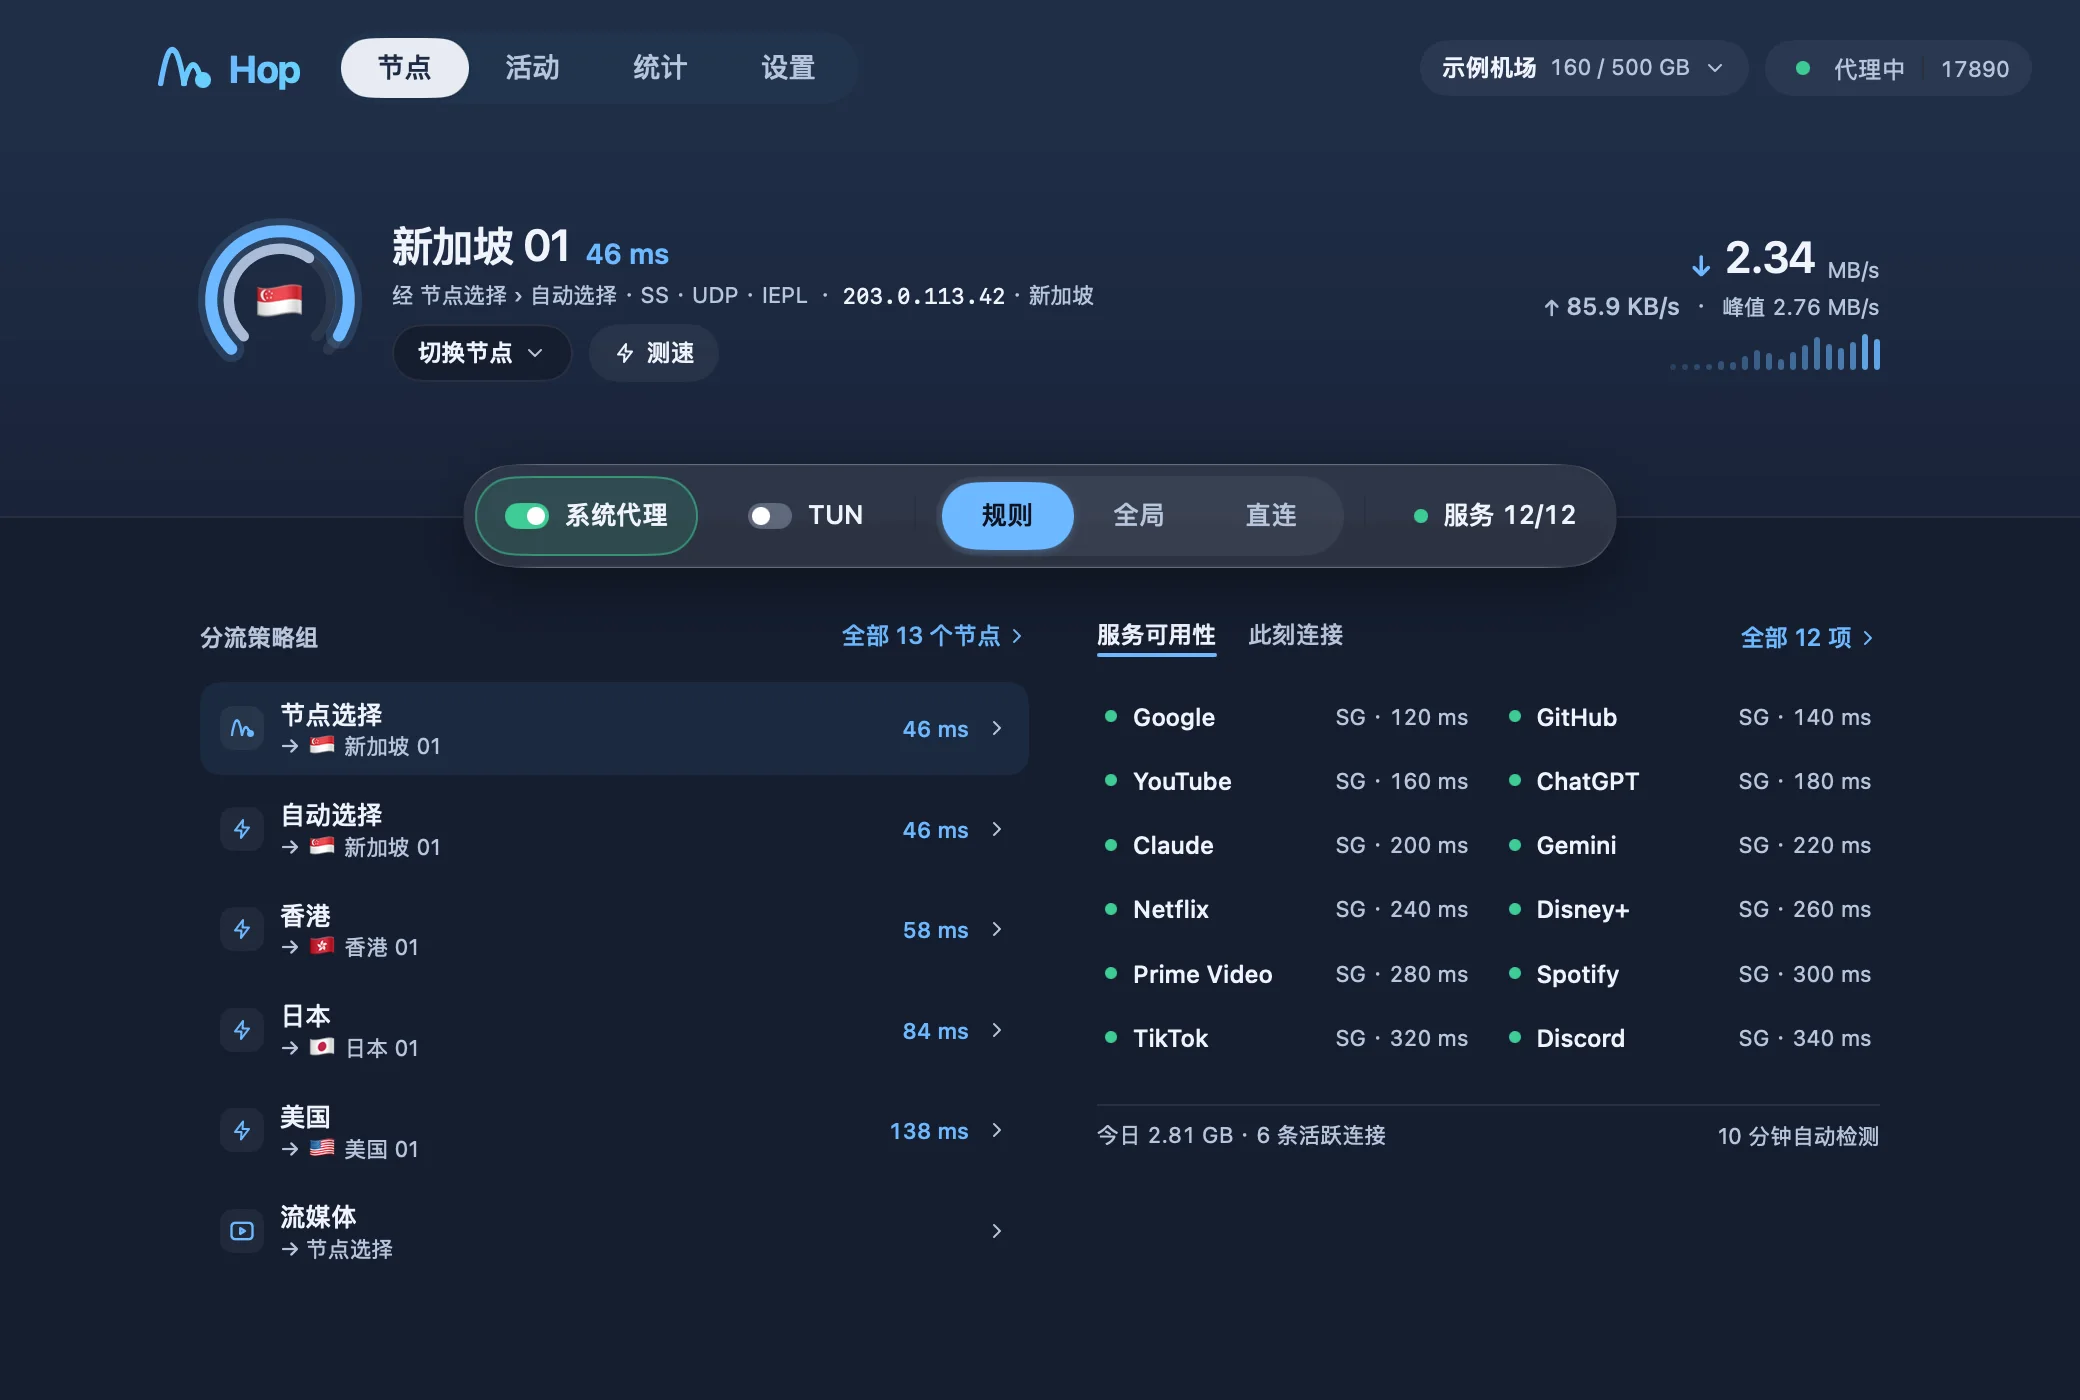 Hop 节点 活动 统计 设置 示例机场 160 / 500 GB 代理中 17890
新加坡 01 46 ms
经 节点选择 › 自动选择 · SS · UDP · IEPL · 203.0.113.42 · 新加坡
切换节点 测速
↓ 2.34 MB/s
↑ 85.9 KB/s · 峰值 2.76 MB/s
系统代理 TUN 规则 全局 直连 服务 12/12
分流策略组 全部 13 个节点 ›
节点选择
→ 🇸🇬 新加坡 01 46 ms
自动选择
→ 🇸🇬 新加坡 01 46 ms
香港
→ 🇭🇰 香港 01 58 ms
日本
→ 🇯🇵 日本 01 84 ms
美国
→ 🇺🇸 美国 01 138 ms
流媒体
→ 节点选择
服务可用性 此刻连接 全部 12 项 ›
Google SG · 120 ms GitHub SG · 140 ms
YouTube SG · 160 ms ChatGPT SG · 180 ms
Claude SG · 200 ms Gemini SG · 220 ms
Netflix SG · 240 ms Disney+ SG · 260 ms
Prime Video SG · 280 ms Spotify SG · 300 ms
TikTok SG · 320 ms Discord SG · 340 ms
今日 2.81 GB · 6 条活跃连接 10 分钟自动检测